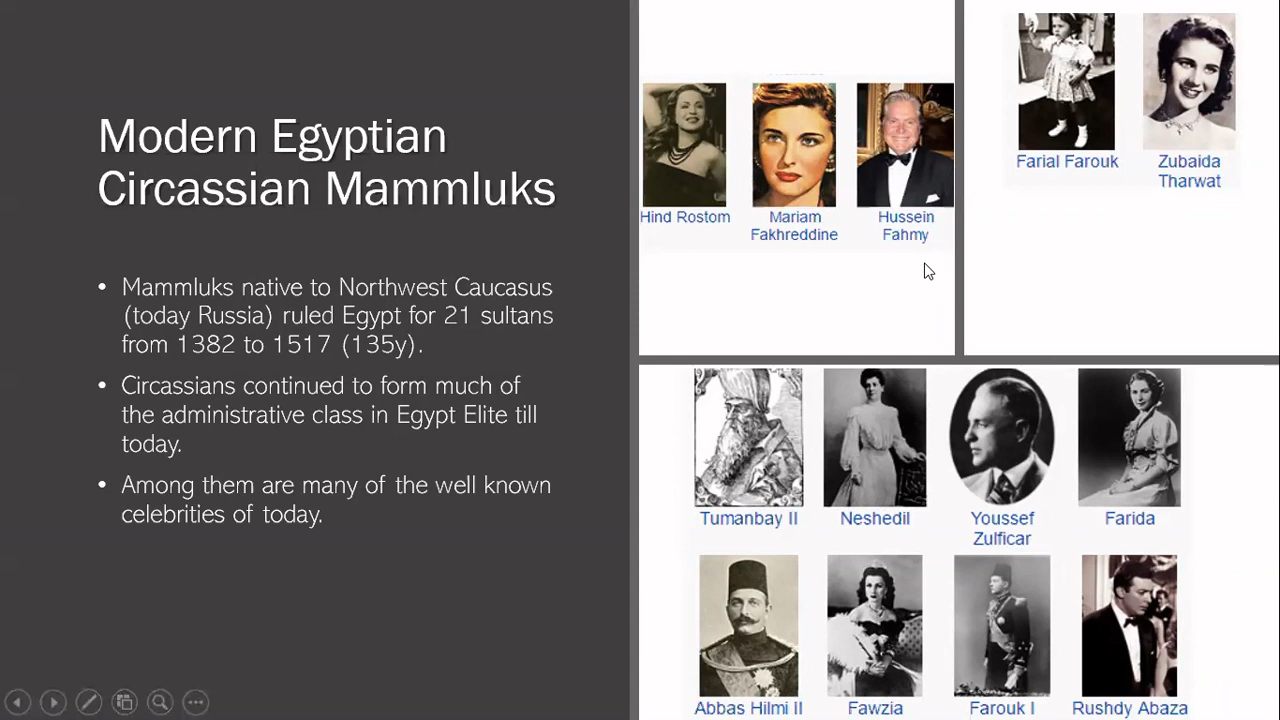 Modern Egyptian
Circassian Mammluks
• Mammluks native to Northwest Caucasus
(today Russia) ruled Egypt for 21 sultans
from 1382 to 1517 (135y).
• Circassians continued to form much of
the administrative class in Egypt Elite till
today.
• Among them are many of the well known
celebrities of today.
Hind Rostom
Mariam
Fakhreddine
Hussein
Fahmy
Farial Farouk
Zubaida
Tharwat
Tumanbay II
Neshedil
Youssef
Zulficar
Farida
Abbas Hilmi II
Fawzia
Farouk I
Rushdy Abaza